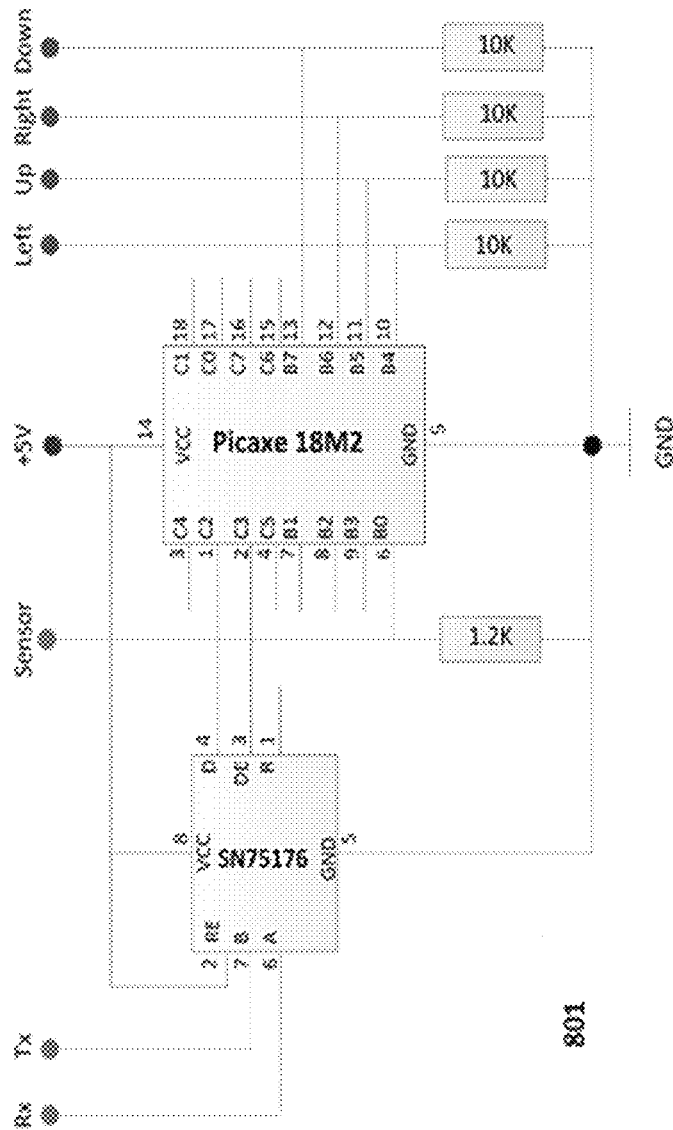 Rx
Tx
Sensor
+5V
Left
Up
Right
Down
2 RE
7 B
6 A
8
VCC
SN75176
GND
5
D 4
DE 3
R 1
3 C4
1 C2
2 C3
4 C5
7 B1
8 B2
9 B3
6 B0
14
VCC
Picaxe 18M2
GND
5
C1 18
C0 17
C7 16
C6 15
B7 13
B6 12
B5 11
B4 10
1.2K
10K
10K
10K
10K
GND
801